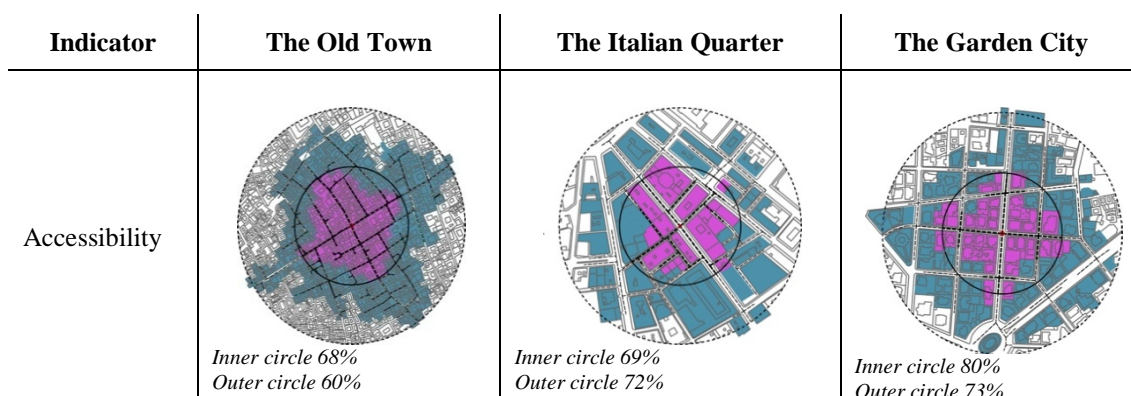 Indicator
The Old Town
The Italian Quarter
The Garden City
Accessibility
Inner circle 68%
Outer circle 60%
Inner circle 69%
Outer circle 72%
Inner circle 80%
Outer circle 73%